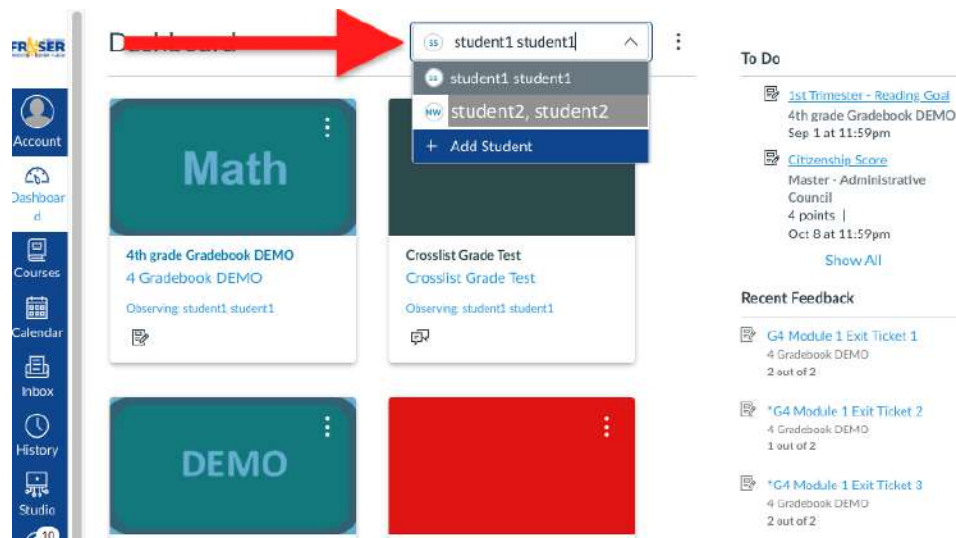 FRASER
Account
Dashboar
d
Courses
Calendar
Inbox
History
Studio
10
Dashboard
SS student1 student1
SS student1 student1
NW student2, student2
+ Add Student
Math
4th grade Gradebook DEMO
4 Gradebook DEMO
Observing: student1 student1
Crosslist Grade Test
Crosslist Grade Test
Observing: student1 student1
DEMO
To Do
1st Trimester - Reading Goal
4th grade Gradebook DEMO
Sep 1 at 11:59pm
Citizenship Score
Master - Administrative
Council
4 points |
Oct 8 at 11:59pm
Show All
Recent Feedback
G4 Module 1 Exit Ticket 1
4 Gradebook DEMO
2 out of 2
*G4 Module 1 Exit Ticket 2
4 Gradebook DEMO
1 out of 2
*G4 Module 1 Exit Ticket 3
4 Gradebook DEMO
2 out of 2